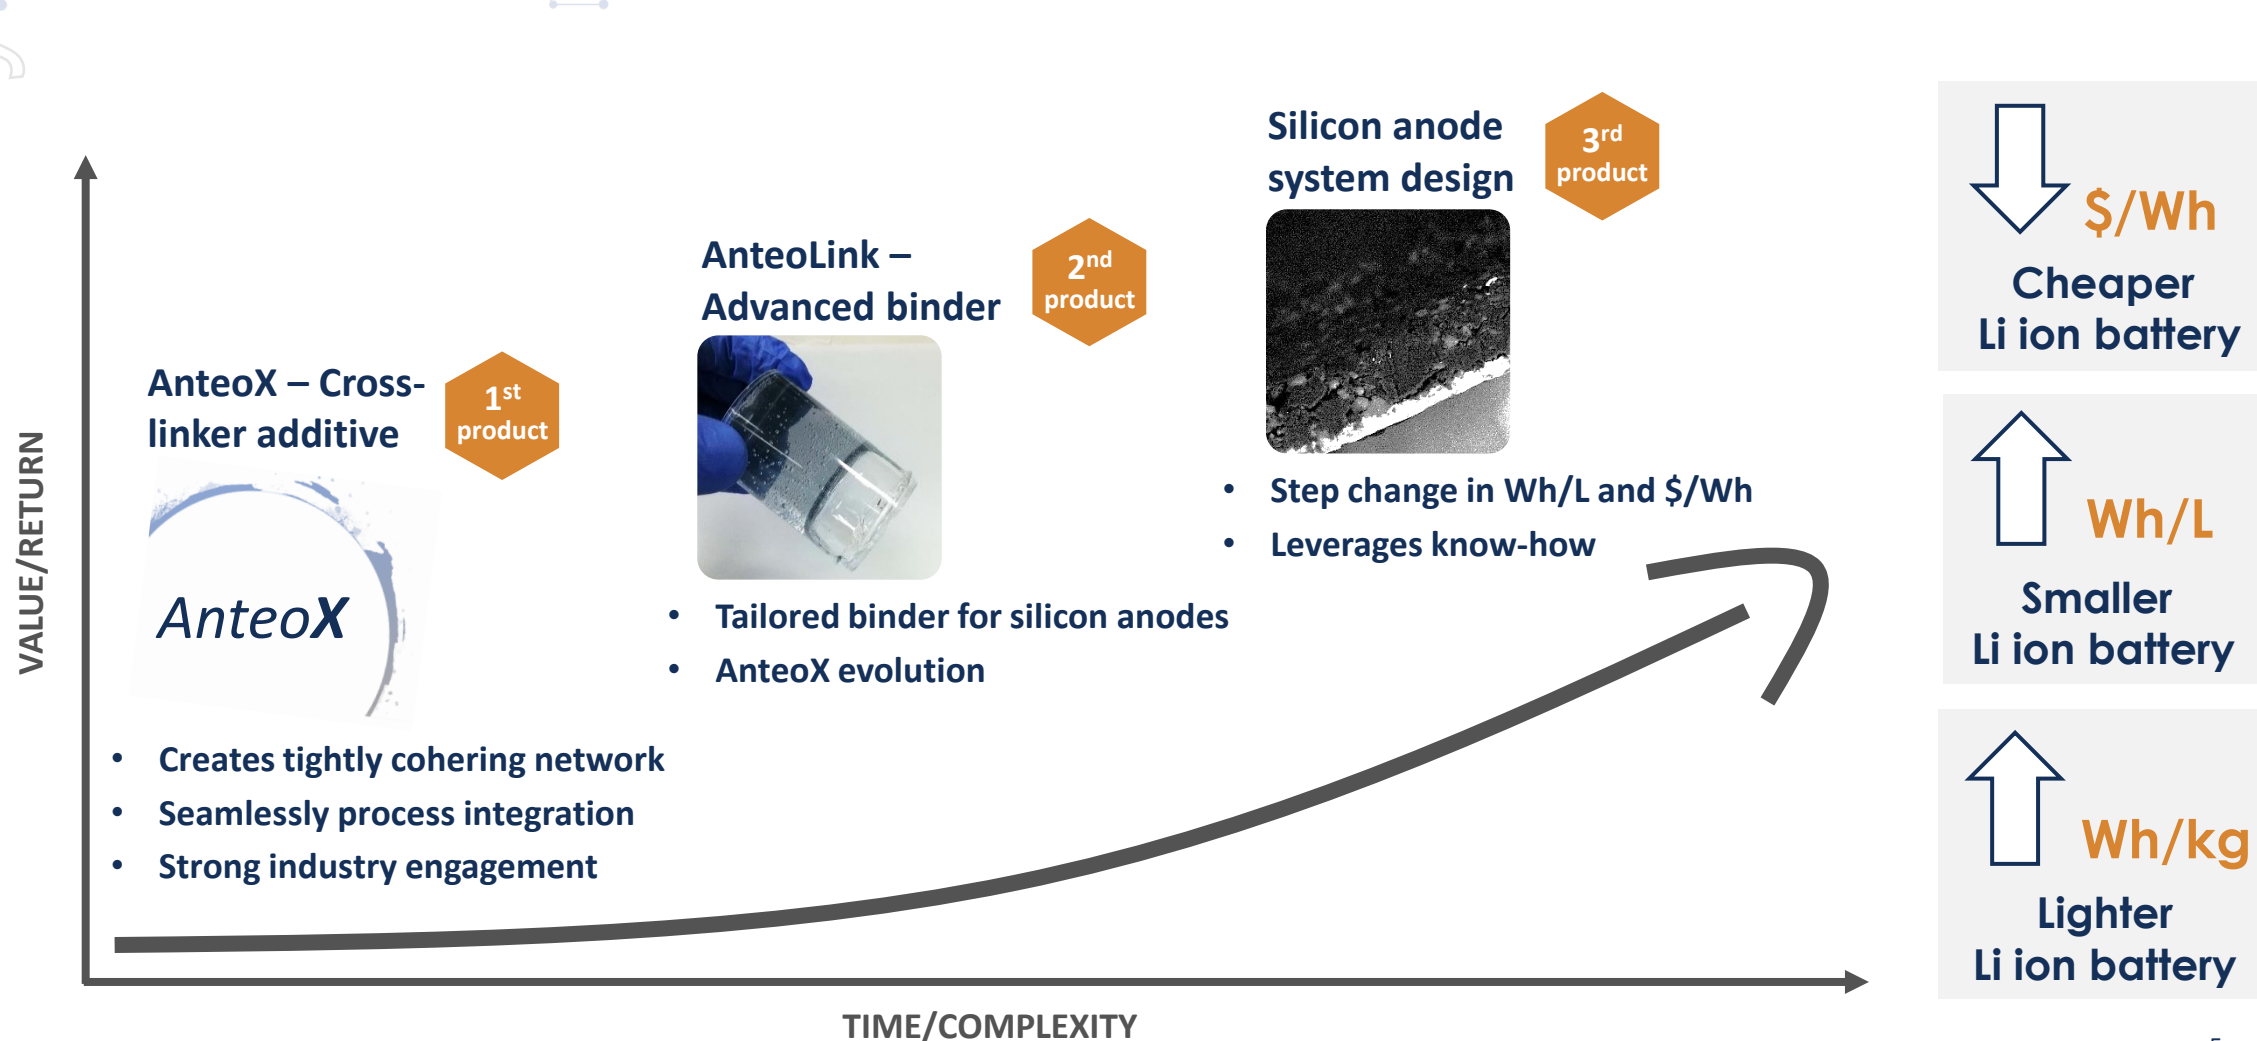 VALUE/RETURN
AnteoX – Cross-
linker additive
1st
product
AnteoX
• Creates tightly cohering network
• Seamlessly process integration
• Strong industry engagement
AnteoLink –
Advanced binder
2nd
product
• Tailored binder for silicon anodes
• AnteoX evolution
Silicon anode
system design
3rd
product
• Step change in Wh/L and $/Wh
• Leverages know-how
TIME/COMPLEXITY
$/Wh
Cheaper
Li ion battery
Wh/L
Smaller
Li ion battery
Wh/kg
Lighter
Li ion battery